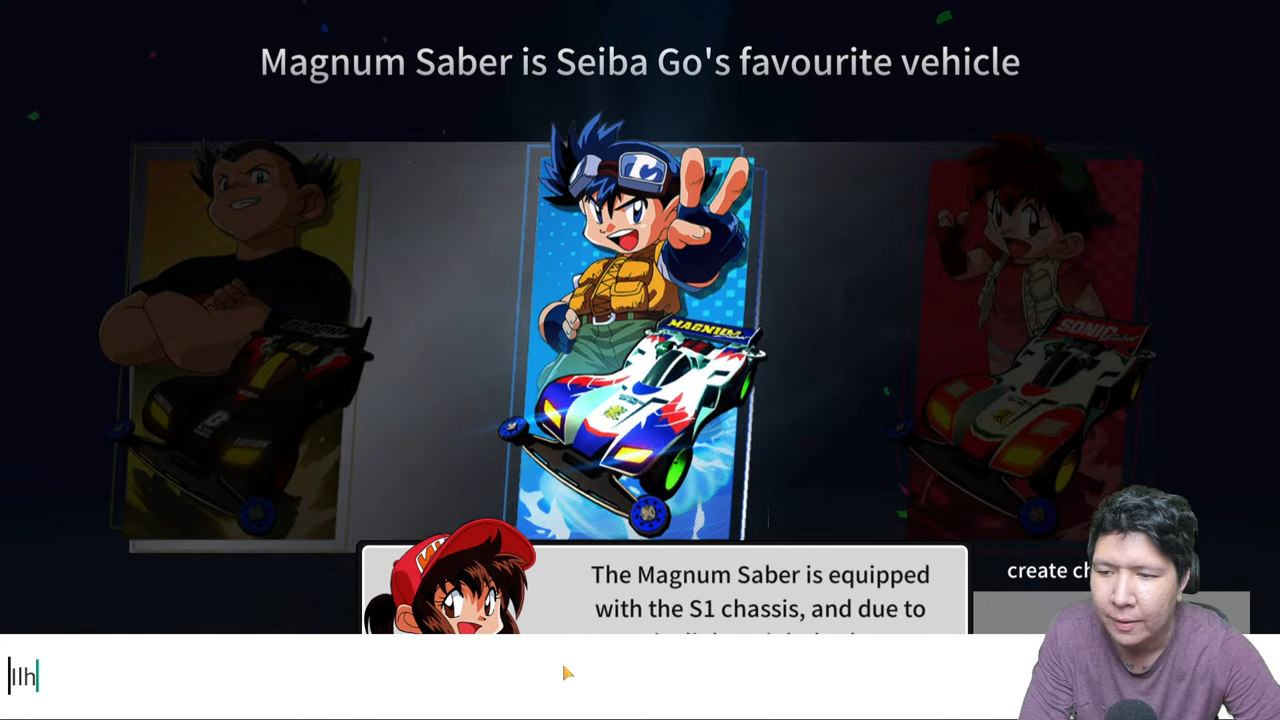 Magnum Saber is Seiba Go's favourite vehicle
MAGNUM
SONIC
EDITION
The Magnum Saber is equipped
with the S1 chassis, and due to
create ch